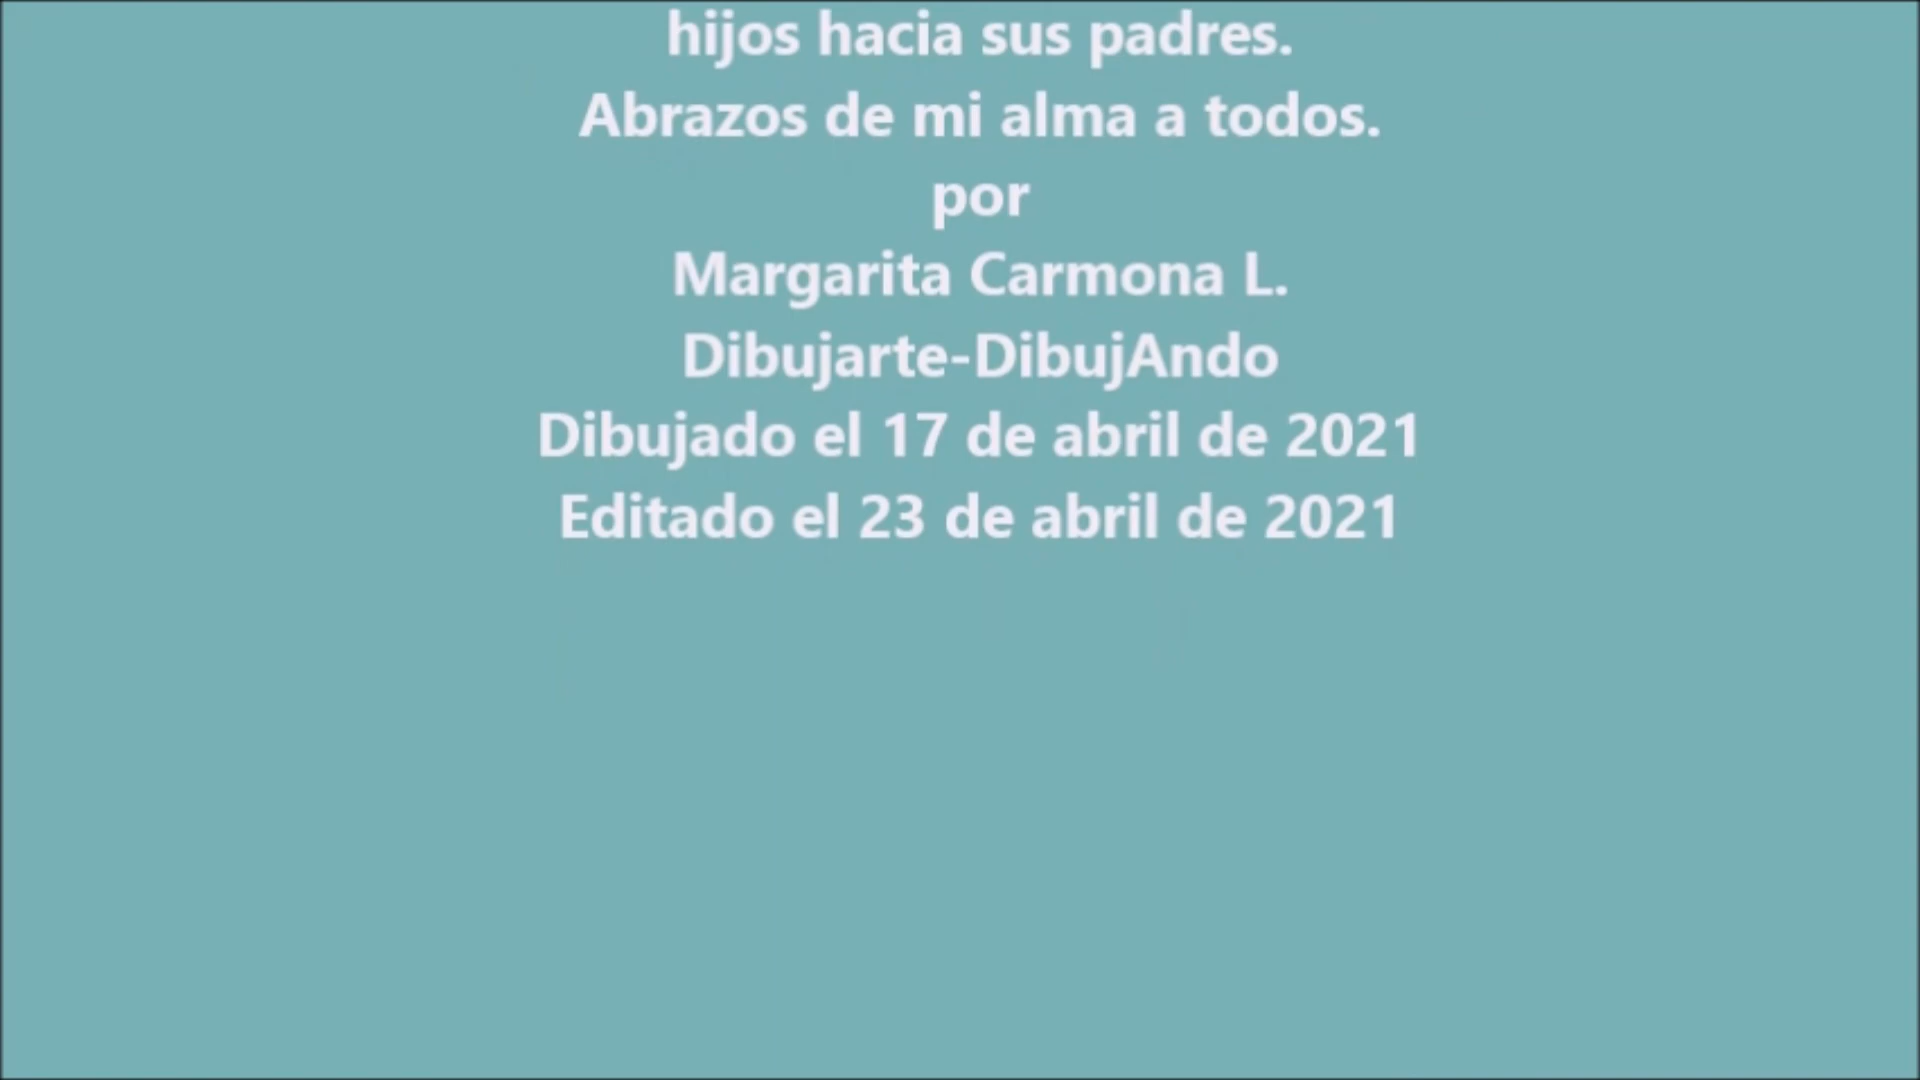 hijos hacia sus padres.
Abrazos de mi alma a todos.
por
Margarita Carmona L.
Dibujarte-DibujAndo
Dibujado el 17 de abril de 2021
Editado el 23 de abril de 2021